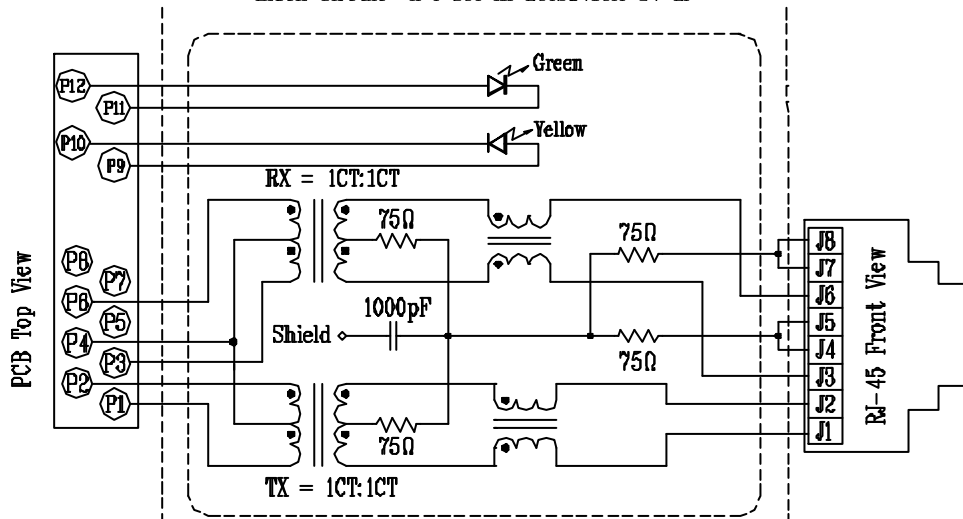 P12
Green
P11
P10
Yellow
P9
RX = 1CT:1CT
75Ω
75Ω
P8
P7
P6
P5
P4
P3
P2
P1
PCB Top View
1000pF
Shield
75Ω
75Ω
TX = 1CT:1CT
J8
J7
J6
J5
J4
J3
J2
J1
RJ-45 Front View